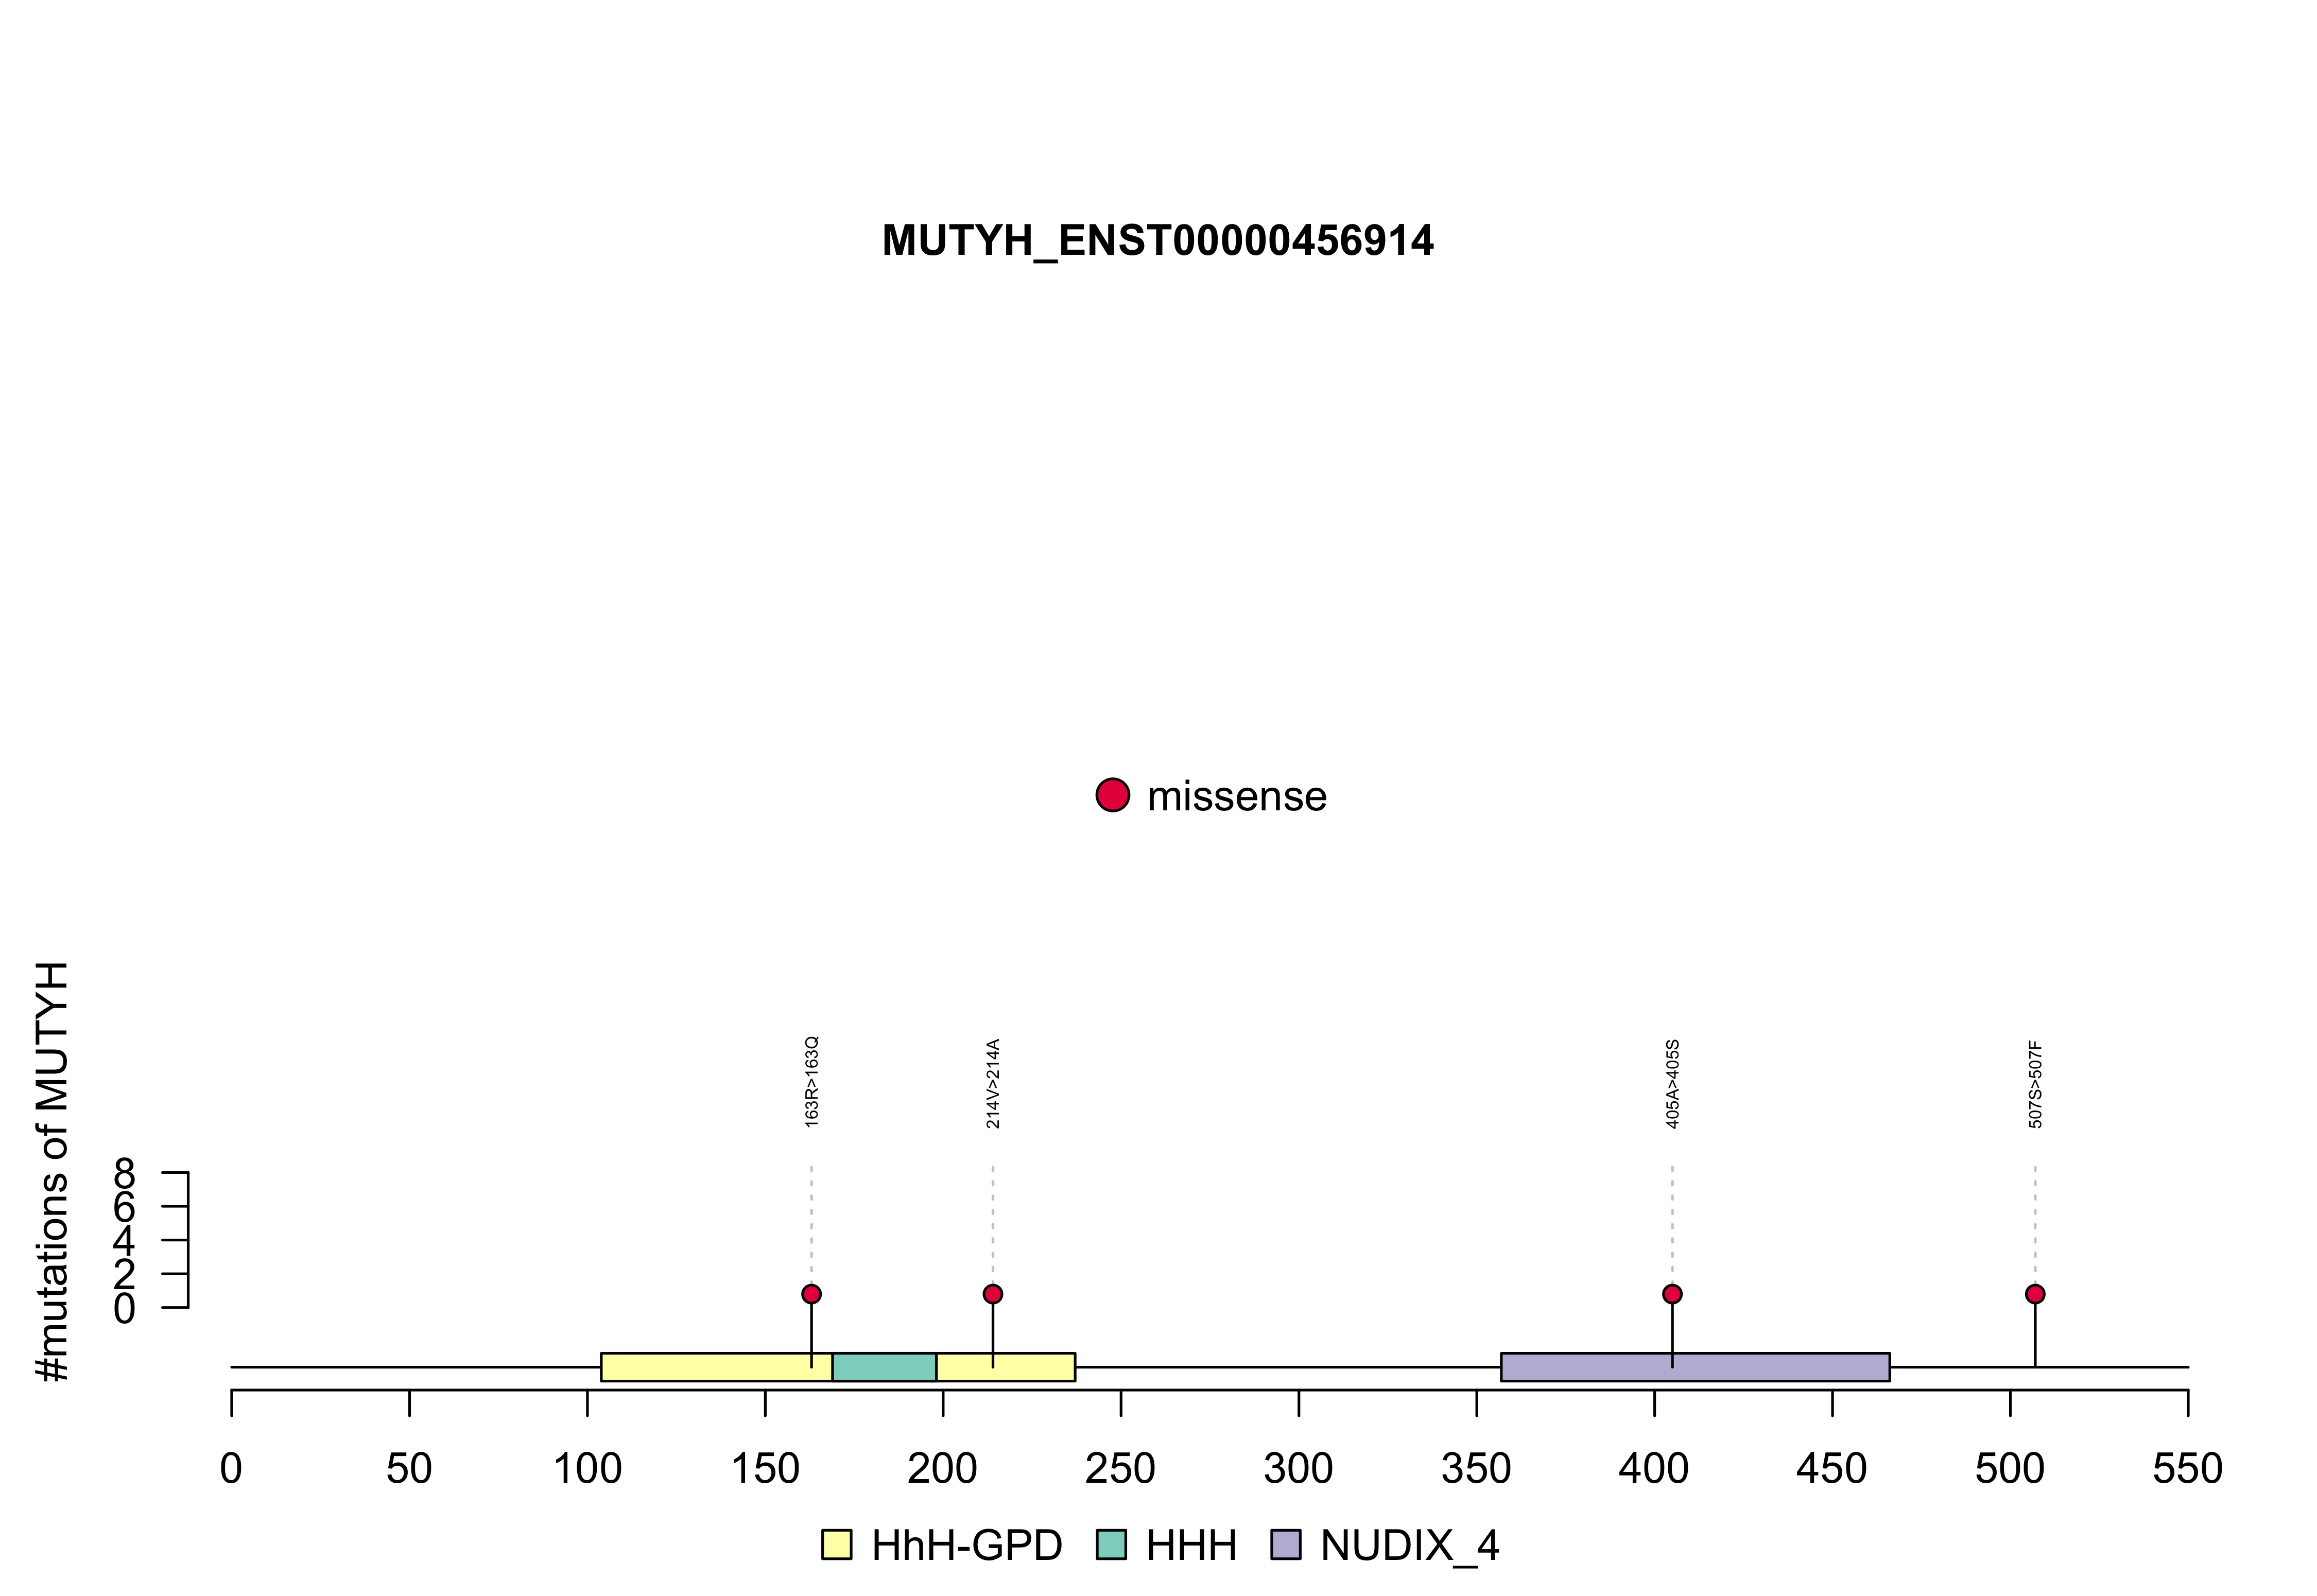 MUTYH_ENST00000456914
missense
#mutations of MUTYH
163R>163Q
214V>214A
405A>405S
507S>507F
8
6
4
2
0
0 50 100 150 200 250 300 350 400 450 500 550
HhH-GPD HHH NUDIX_4